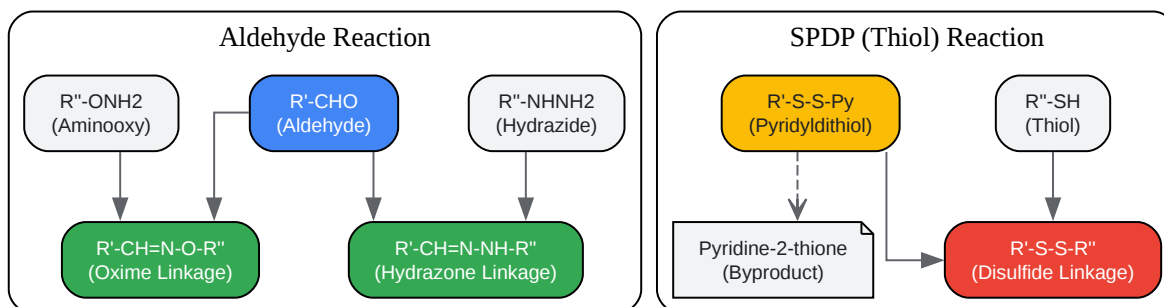 Aldehyde Reaction
R''-ONH2
(Aminooxy)
R'-CHO
(Aldehyde)
R''-NHNH2
(Hydrazide)
R'-CH=N-O-R''
(Oxime Linkage)
R'-CH=N-NH-R''
(Hydrazone Linkage)
SPDP (Thiol) Reaction
R'-S-S-Py
(Pyridyldithiol)
R''-SH
(Thiol)
Pyridine-2-thione
(Byproduct)
R'-S-S-R''
(Disulfide Linkage)